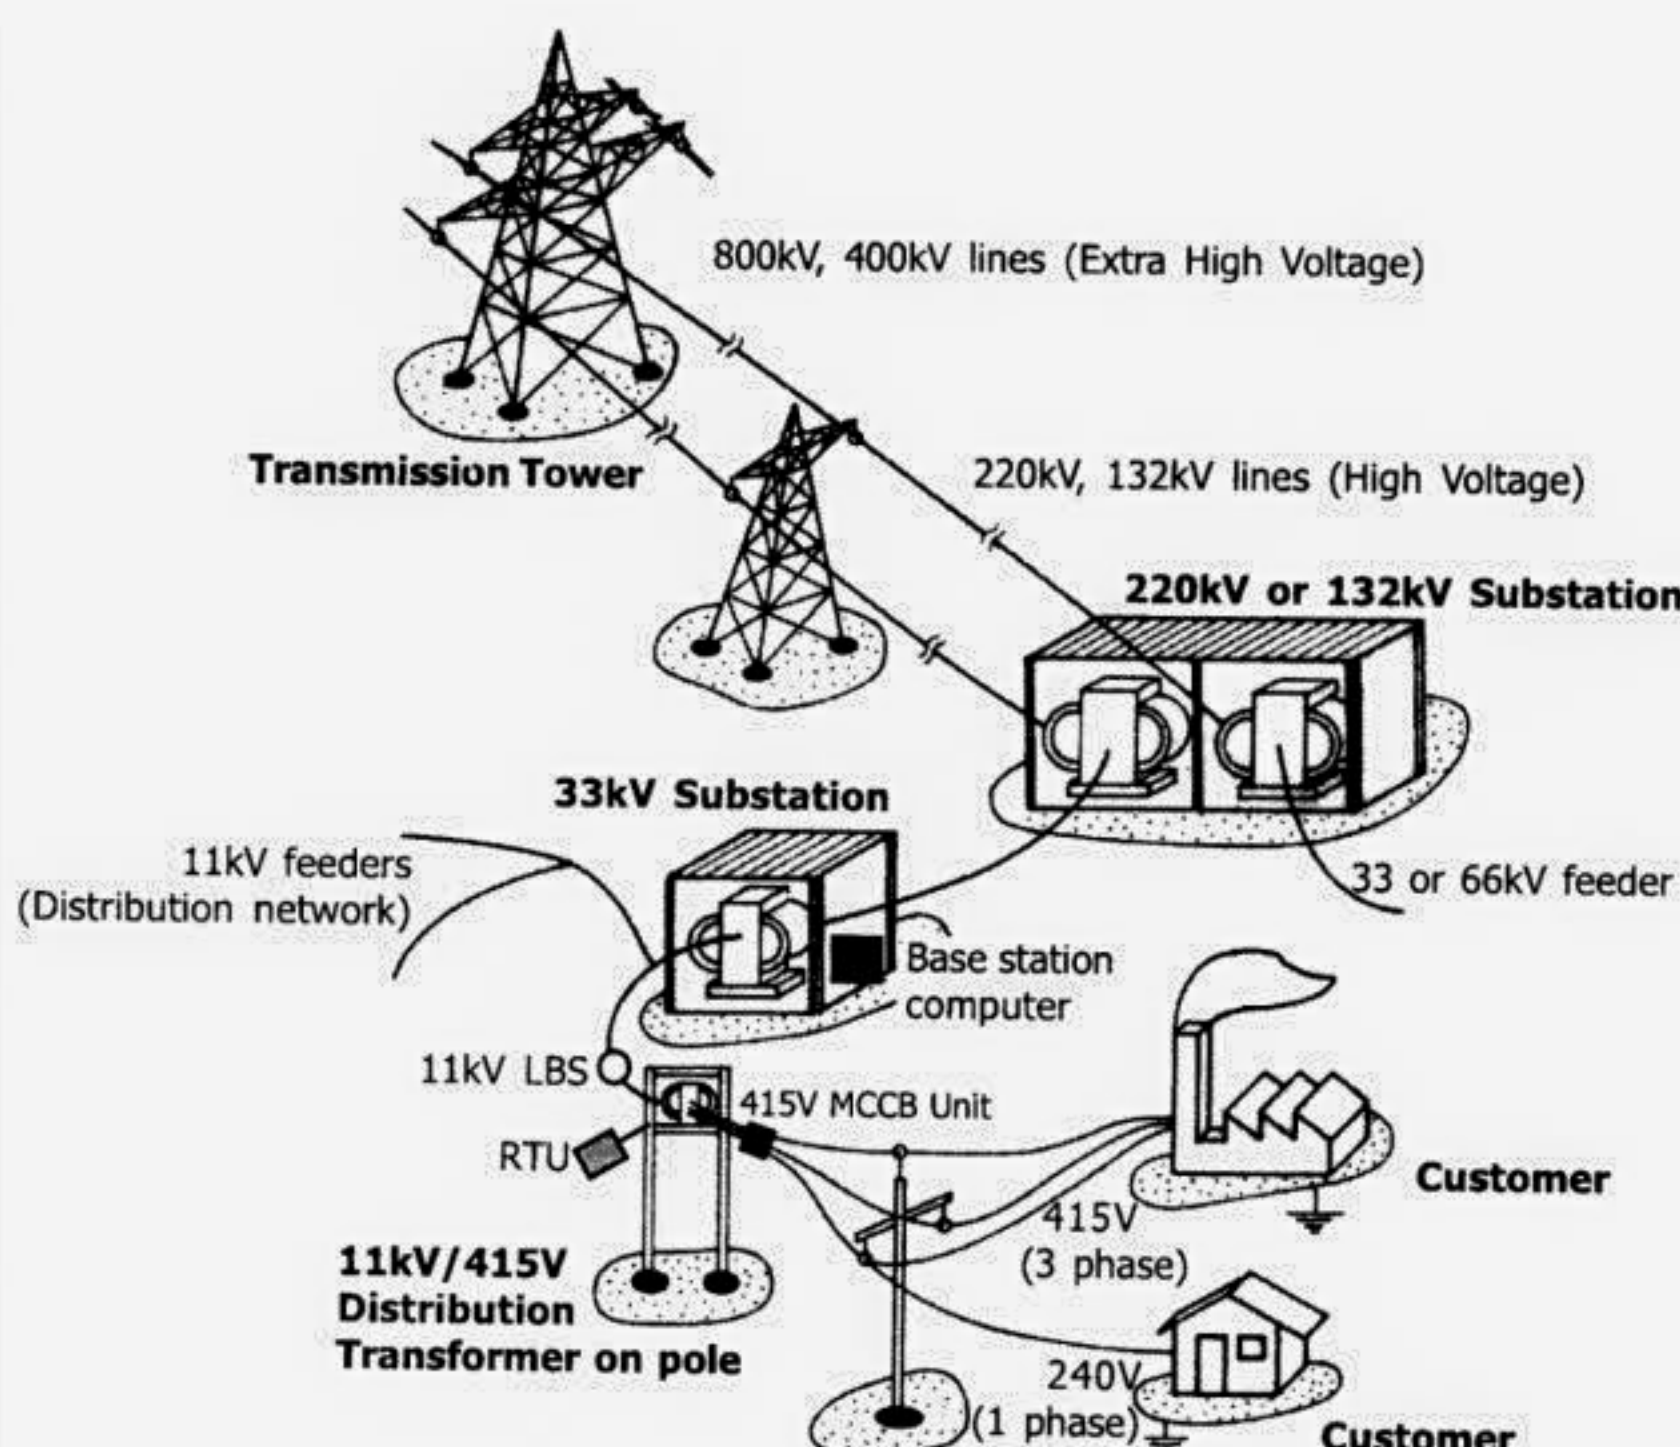 800kV, 400kV lines (Extra High Voltage)
Transmission Tower
220kV, 132kV lines (High Voltage)
220kV or 132kV Substation
33kV Substation
11kV feeders
(Distribution network)
33 or 66kV feeder
Base station
computer
11kV LBS
415V MCCB Unit
RTU
Customer
415V
(3 phase)
11kV/415V
Distribution
Transformer on pole
240V
(1 phase)
Customer